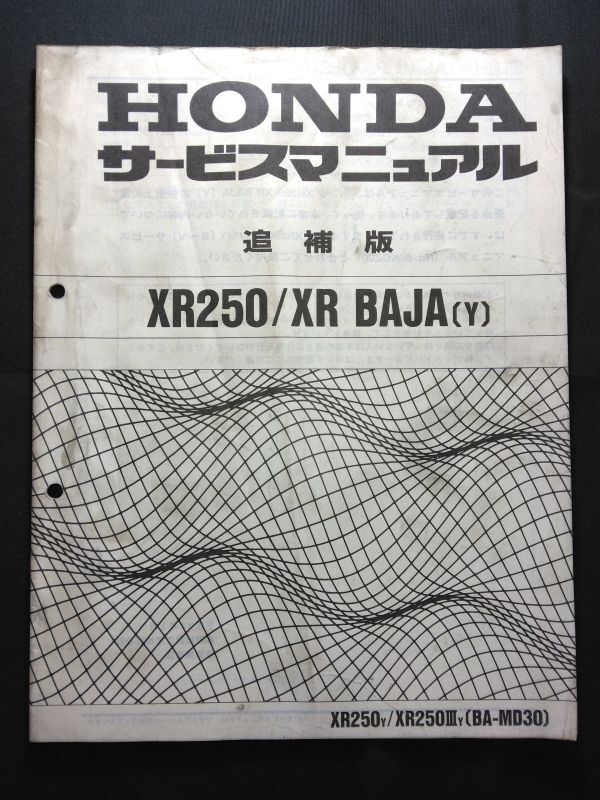 HONDA
サービスマニュアル
追補版
XR250/XR BAJA(Y)
XR250Y/XR250ⅢY(BA-MD30)